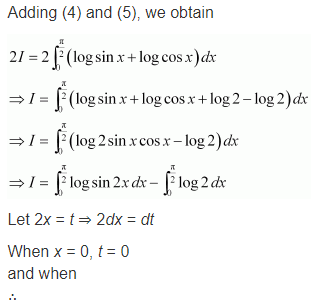 Adding (4) and (5), we obtain
2I = 2∫₀^(π/2) (log sin x + log cos x) dx
⇒ I = ∫₀^(π/2) (log sin x + log cos x + log 2 − log 2) dx
⇒ I = ∫₀^(π/2) (log 2 sin x cos x − log 2) dx
⇒ I = ∫₀^(π/2) log sin 2x dx − ∫₀^(π/2) log 2 dx
Let 2x = t ⇒ 2dx = dt
When x = 0, t = 0
and when
∴